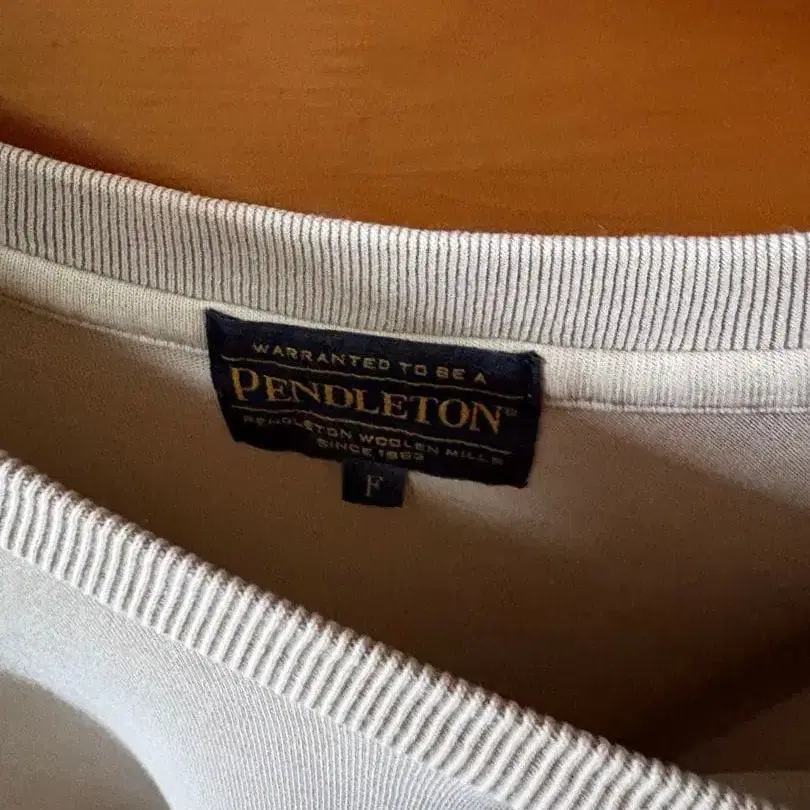 WARRANTED TO BE A
PENDLETON®
PENDLETON WOOLEN MILLS
SINCE 1863
F